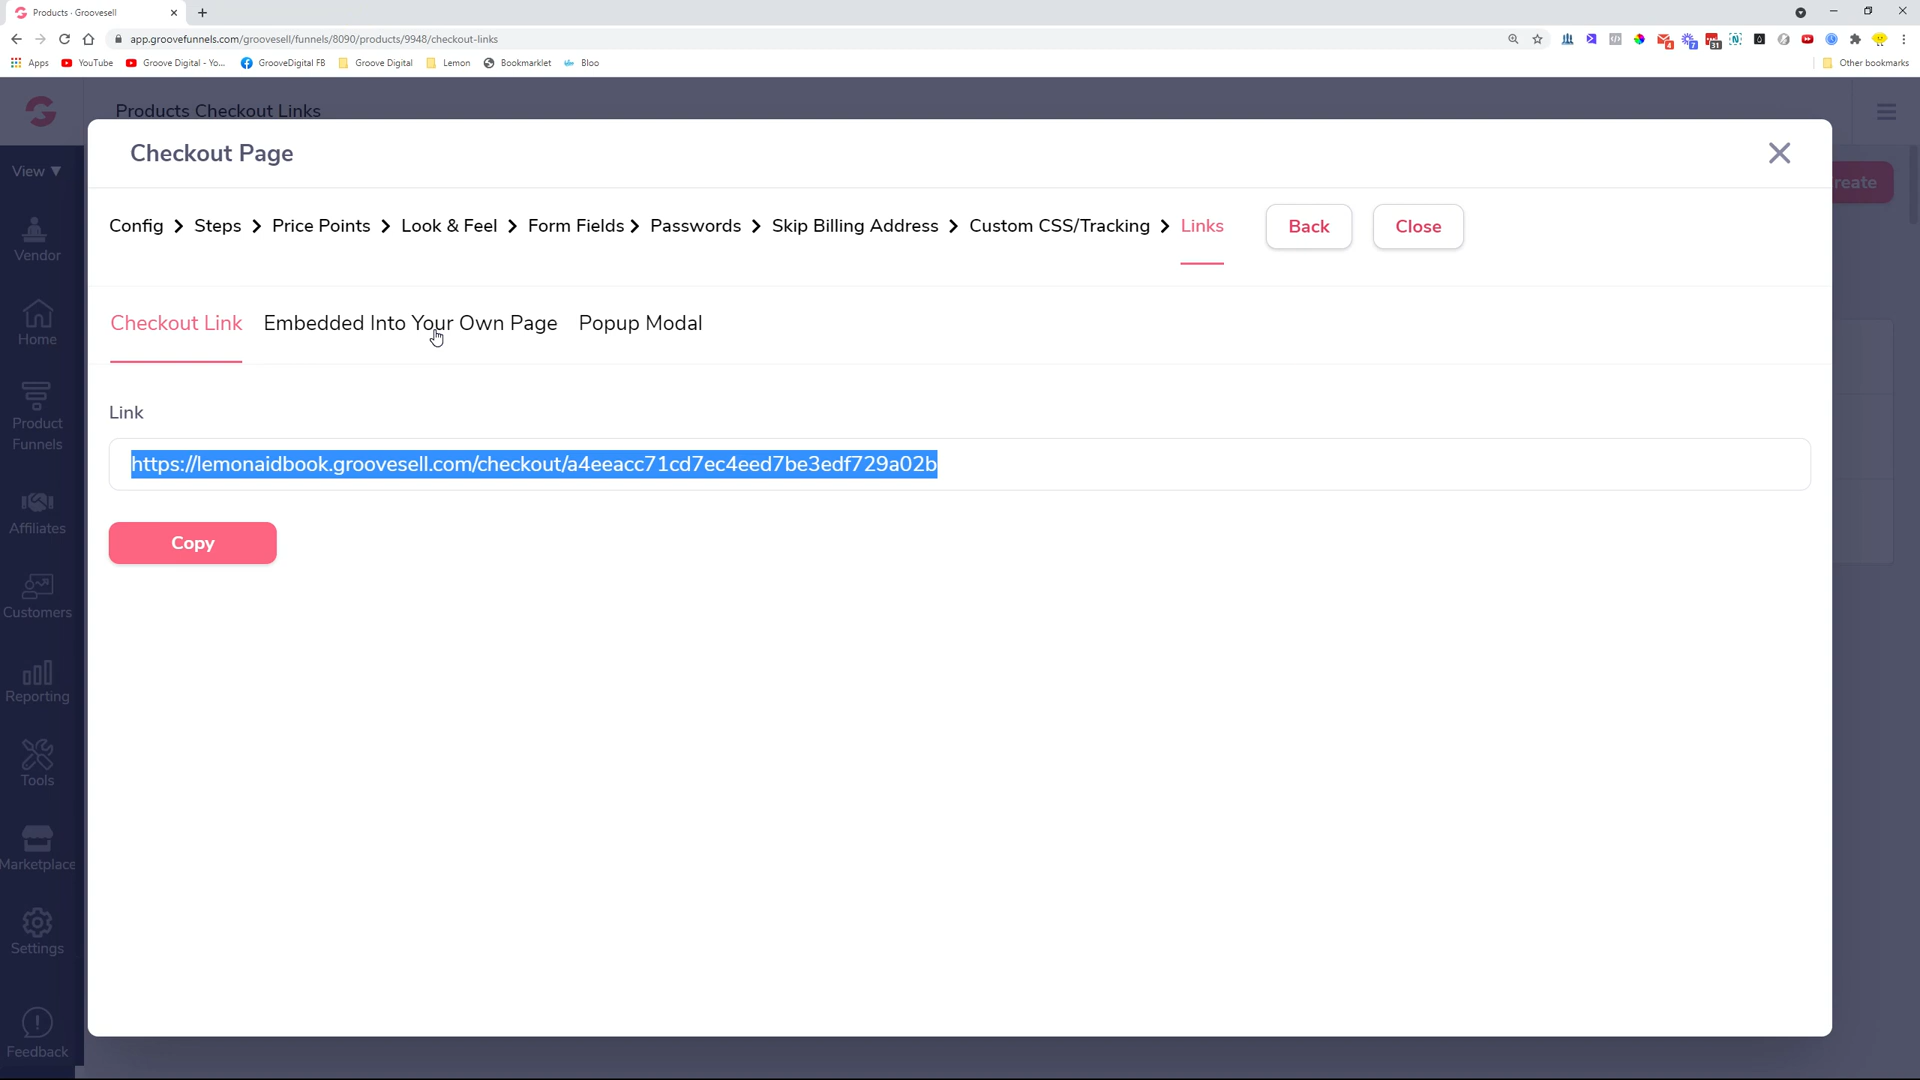 Products - Groovesell
app.groovefunnels.com/groovesell/funnels/8090/products/9948/checkout-links
4
7
31
Apps
YouTube
Groove Digital - Yo...
GrooveDigital FB
Groove Digital
Lemon
Bookmarklet
Bloo
Other bookmarks
Products Checkout Links
View
Vendor
Home
Product
Funnels
Affiliates
Customers
Reporting
Tools
Marketplace
Settings
Feedback
reate
Checkout Page
Config
Steps
Price Points
Look & Feel
Form Fields
Passwords
Skip Billing Address
Custom CSS/Tracking
Links
Back
Close
Checkout Link
Embedded Into Your Own Page
Popup Modal
Link
https://lemonaidbook.groovesell.com/checkout/a4eeacc71cd7ec4eed7be3edf729a02b
Copy